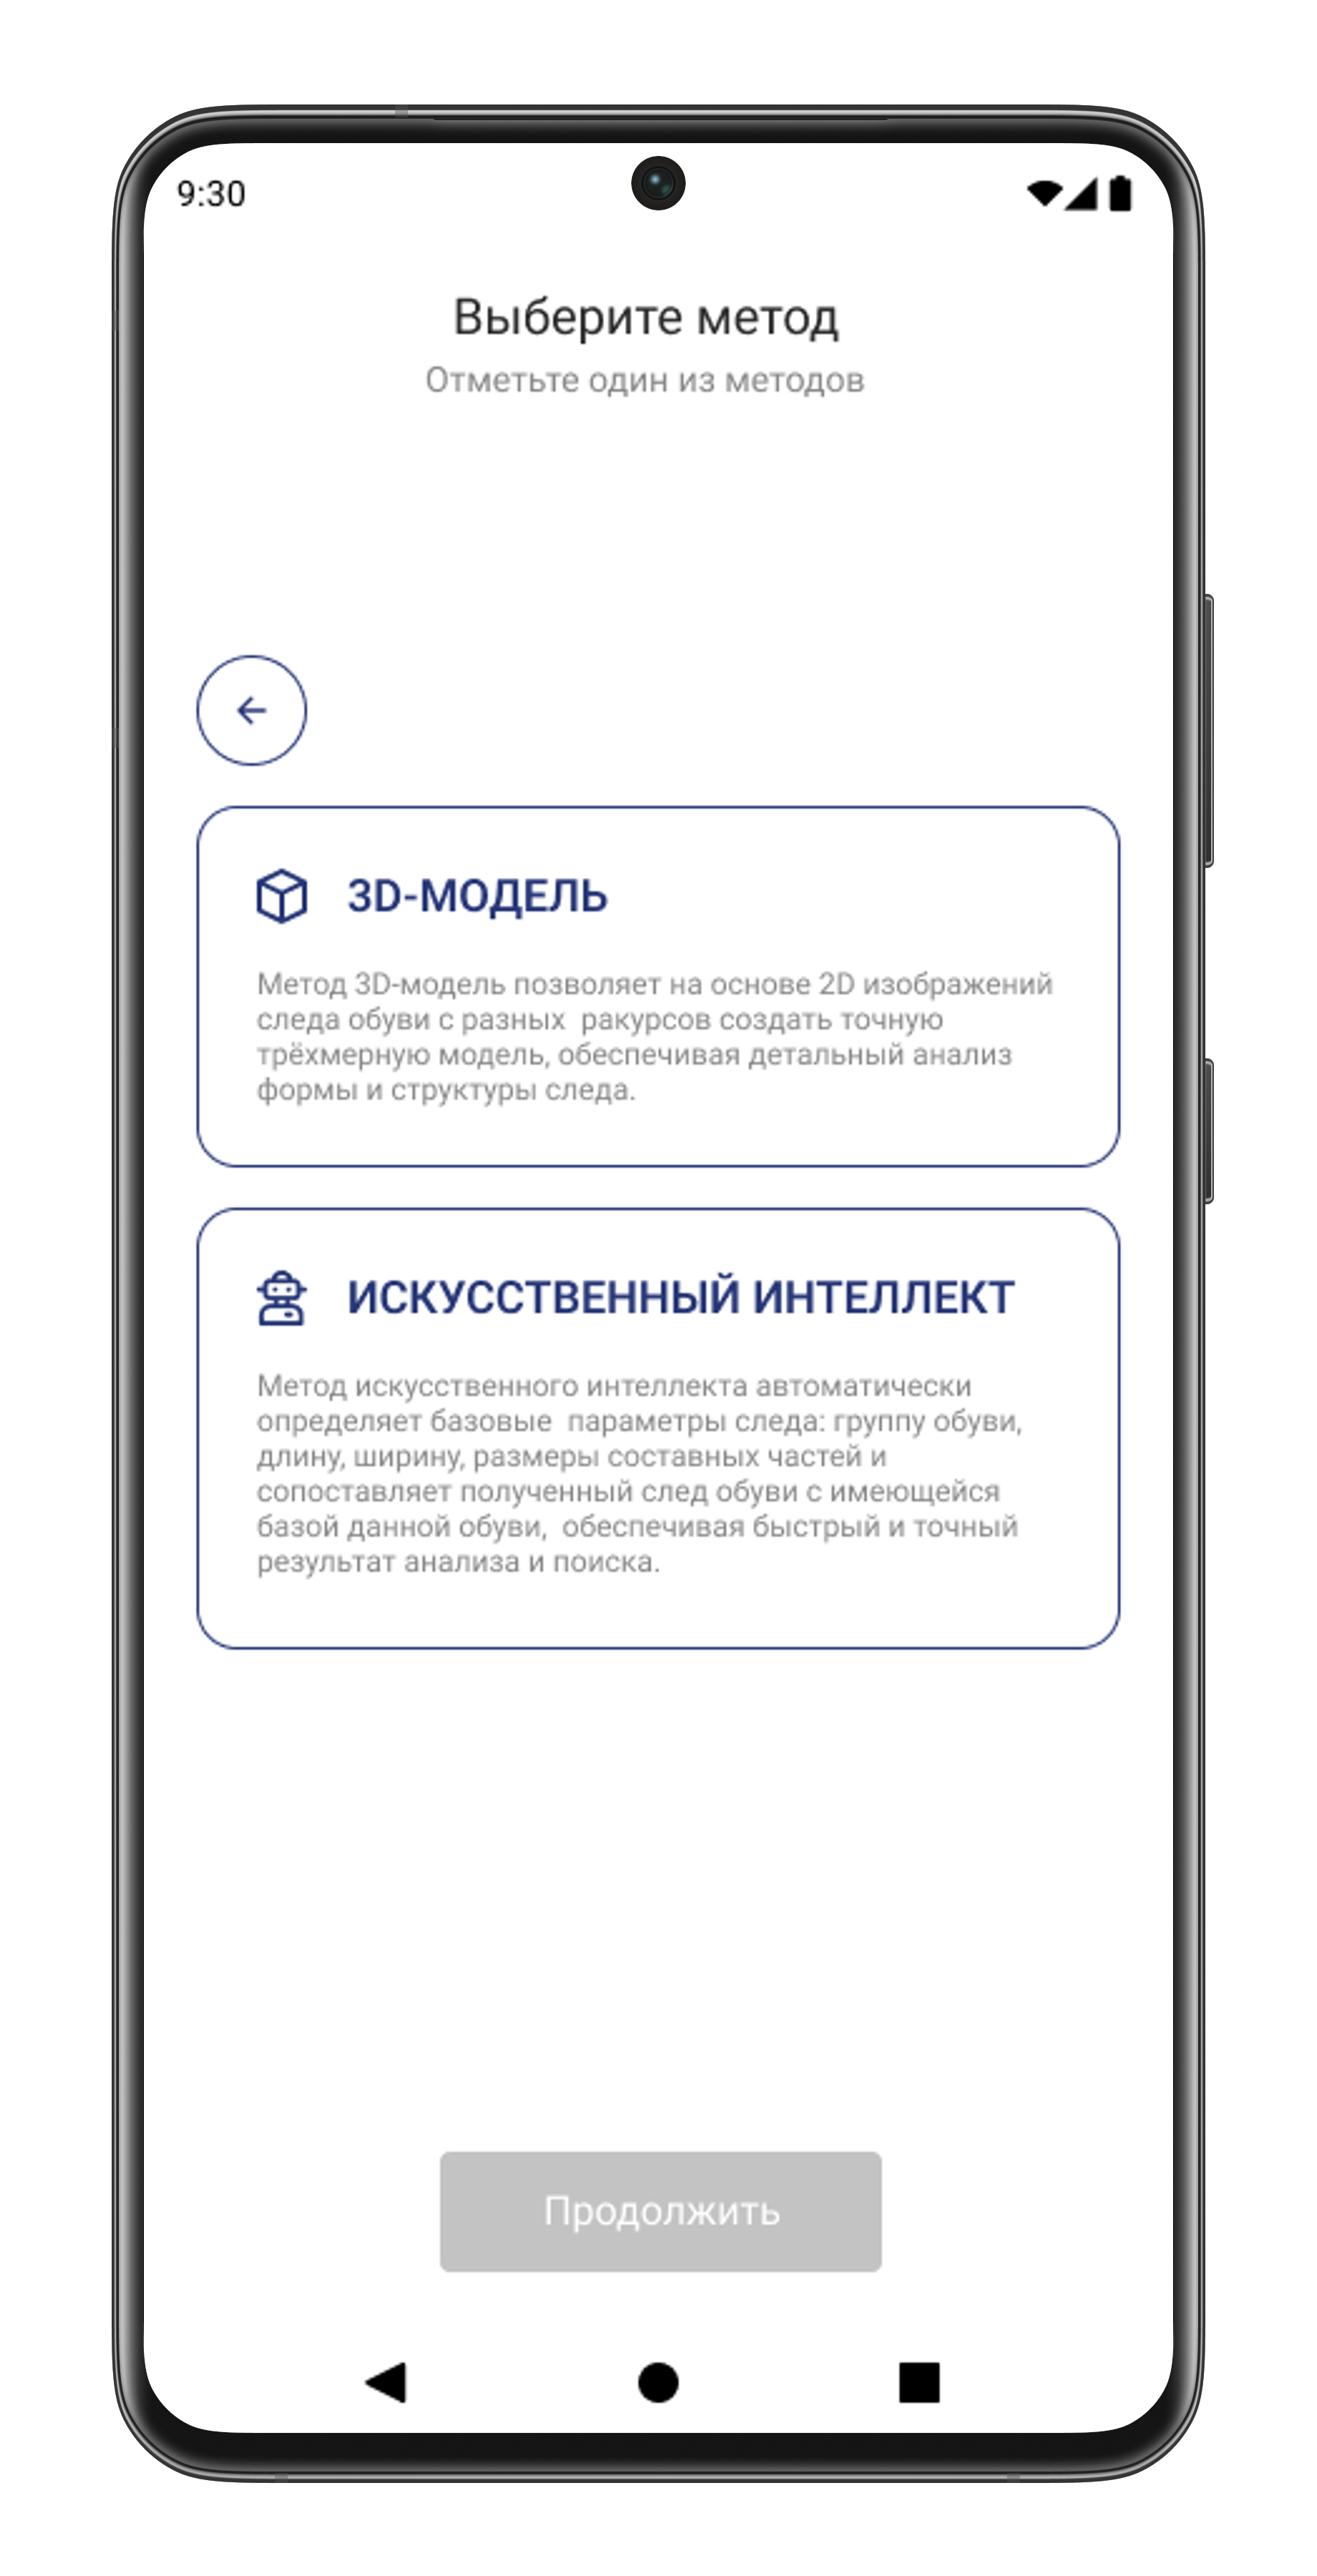 9:30
Выберите метод
Отметьте один из методов
3D-МОДЕЛЬ
Метод 3D-модель позволяет на основе 2D изображений
следа обуви с разных  ракурсов создать точную
трёхмерную модель, обеспечивая детальный анализ
формы и структуры следа.
ИСКУССТВЕННЫЙ ИНТЕЛЛЕКТ
Метод искусственного интеллекта автоматически
определяет базовые  параметры следа: группу обуви,
длину, ширину, размеры составных частей и
сопоставляет полученный след обуви с имеющейся
базой данной обуви,  обеспечивая быстрый и точный
результат анализа и поиска.
Продолжить